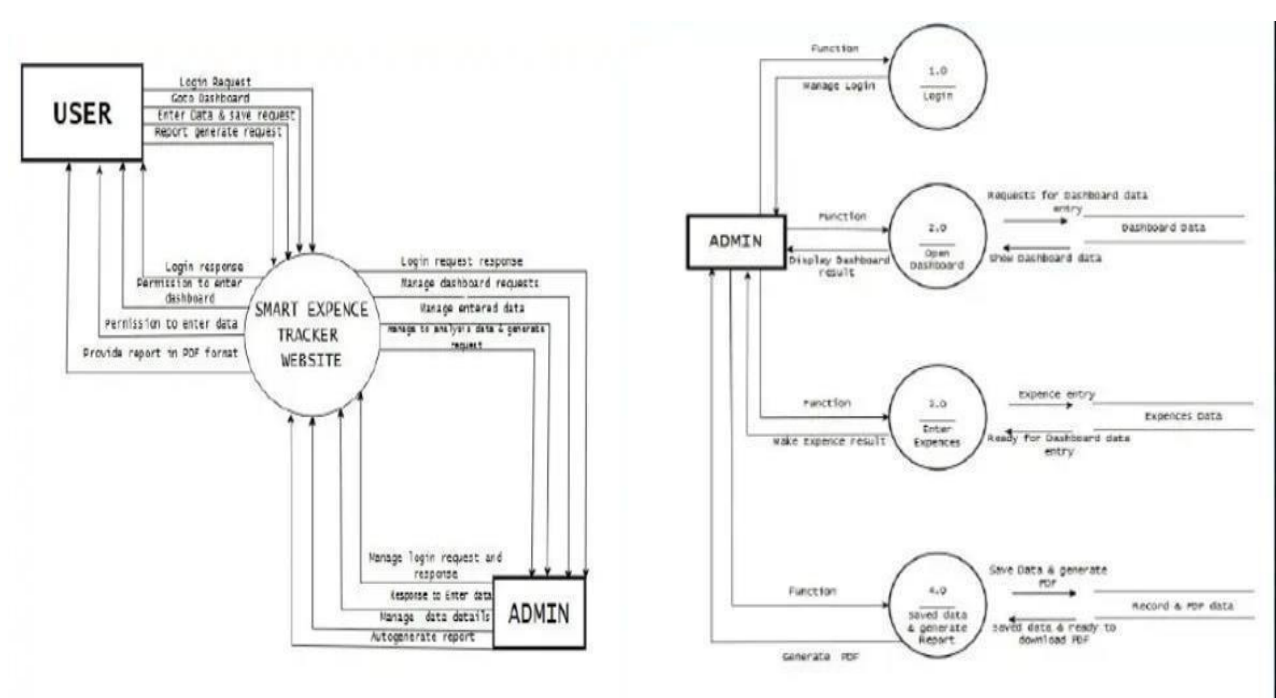 USER
Login Request
Goto Dashboard
Enter Data & save request
Report generate request
Login response
Permission to enter
dashboard
Permission to enter data
Provide report in PDF format
SMART EXPENCE
TRACKER
WEBSITE
Login request response
Manage dashboard requests
Manage entered data
Manage to analysis data & generate
request
Manage login request and
response
Response to Enter data
Manage data details
Autogenerate report
ADMIN
Function
Manage Login
1.0
Login
ADMIN
Function
Display Dashboard
result
2.0
Open
Dashboard
Requests for Dashboard data
entry
Dashboard Data
Show Dashboard data
Function
Make Expence result
3.0
Enter
Expences
Expence entry
Expences Data
Ready for Dashboard data
entry
Function
Generate PDF
4.0
Saved data
& generate
Report
Save Data & generate
PDF
Record & PDF data
Saved data & ready to
download PDF